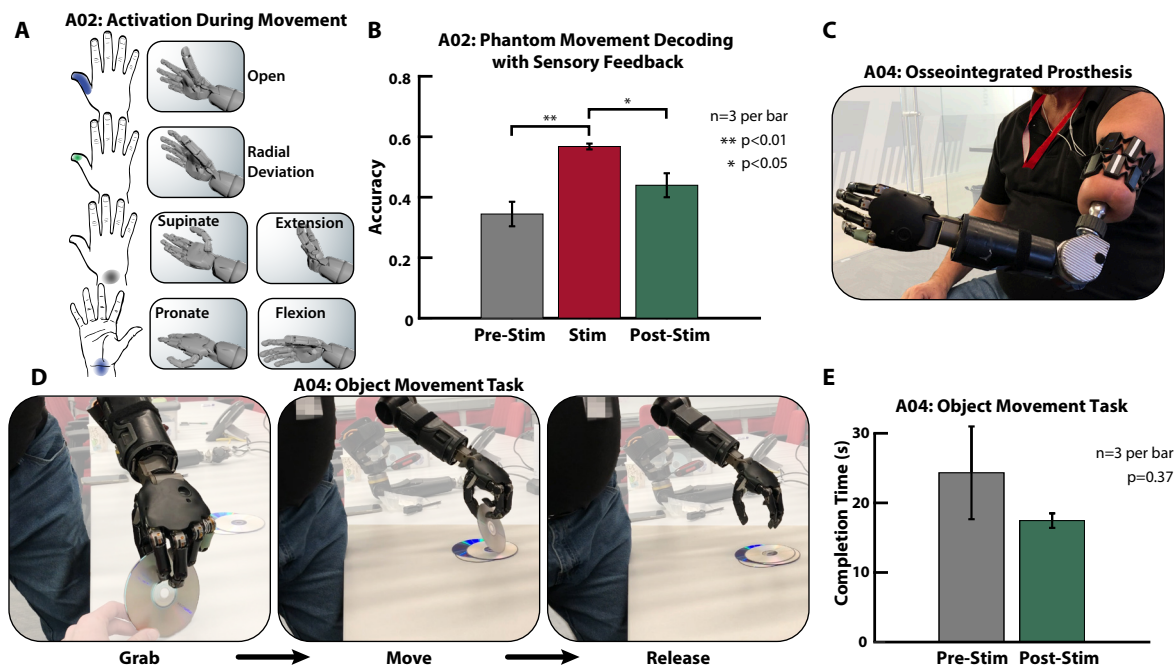 A
A02: Activation During Movement
Open
Radial
Deviation
Supinate
Extension
Pronate
Flexion
B
A02: Phantom Movement Decoding
with Sensory Feedback
Accuracy
0.8
0.6
0.4
0.2
0
**
*
n=3 per bar
** p<0.01
* p<0.05
Pre-Stim
Stim
Post-Stim
C
A04: Osseointegrated Prosthesis
D
A04: Object Movement Task
Grab
Move
Release
E
A04: Object Movement Task
Completion Time (s)
30
20
10
0
n=3 per bar
p=0.37
Pre-Stim
Post-Stim